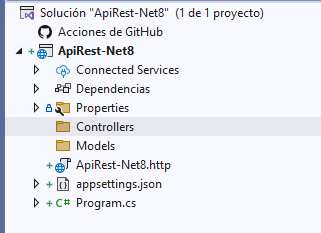 Solución "ApiRest-Net8" (1 de 1 proyecto)
Acciones de GitHub
ApiRest-Net8
Connected Services
Dependencias
Properties
Controllers
Models
ApiRest-Net8.http
appsettings.json
C# Program.cs